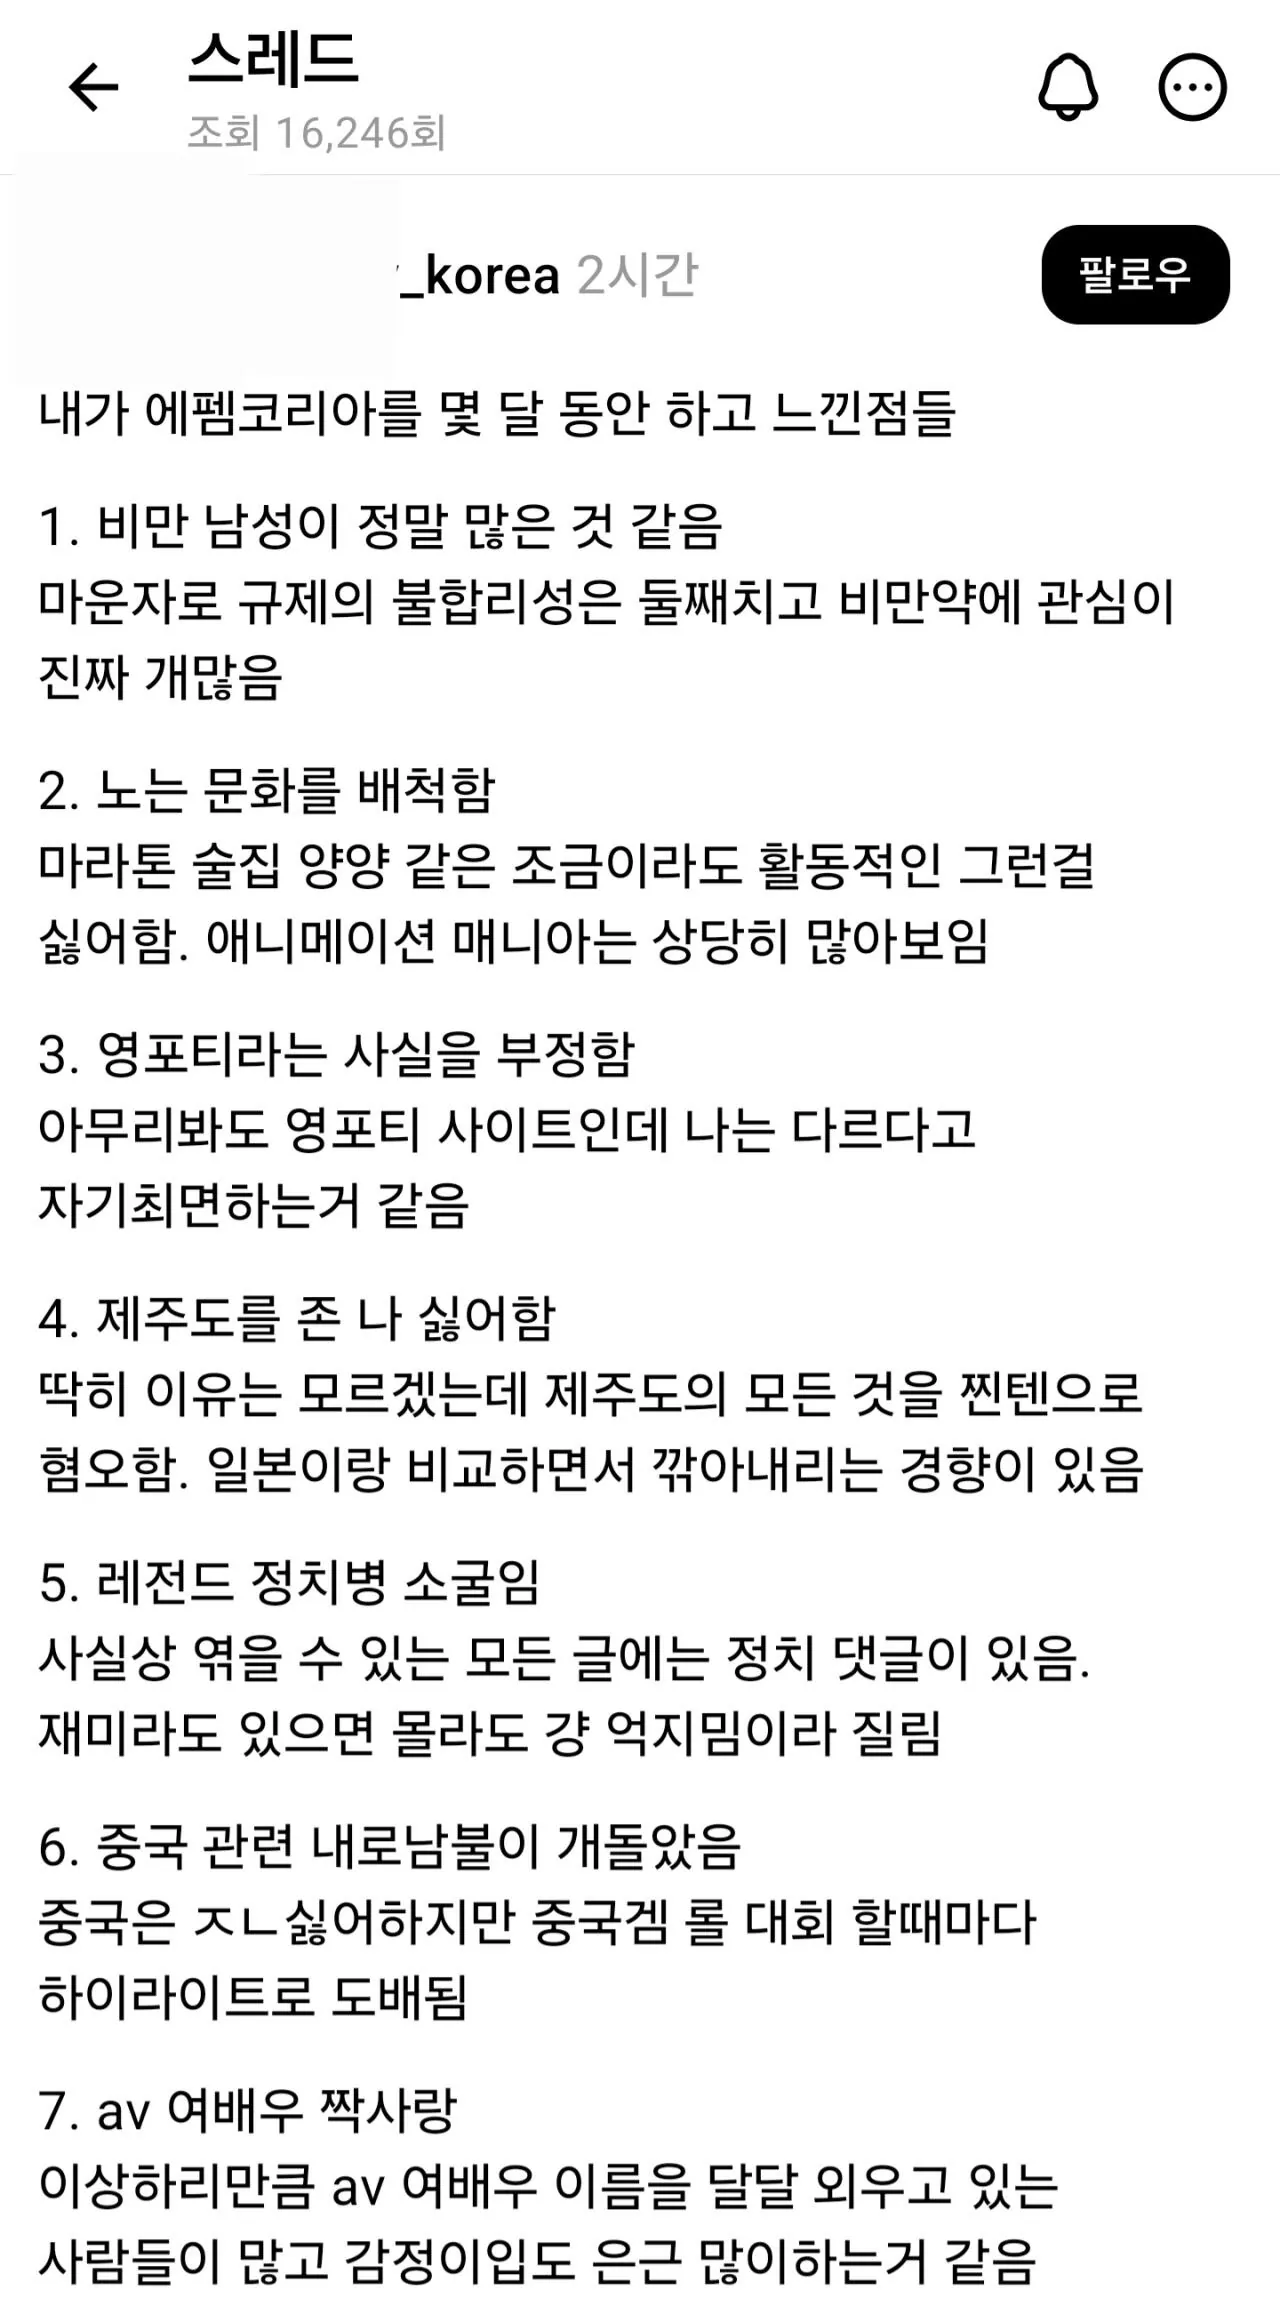 스레드
조회 16,246회
_korea 2시간
팔로우
내가 에펨코리아를 몇 달 동안 하고 느낀점들
1. 비만 남성이 정말 많은 것 같음
마운자로 규제의 불합리성은 둘째치고 비만약에 관심이
진짜 개많음
2. 노는 문화를 배척함
마라톤 술집 양양 같은 조금이라도 활동적인 그런걸
싫어함. 애니메이션 매니아는 상당히 많아보임
3. 영포티라는 사실을 부정함
아무리봐도 영포티 사이트인데 나는 다르다고
자기최면하는거 같음
4. 제주도를 존 나 싫어함
딱히 이유는 모르겠는데 제주도의 모든 것을 찐텐으로
혐오함. 일본이랑 비교하면서 깎아내리는 경향이 있음
5. 레전드 정치병 소굴임
사실상 엮을 수 있는 모든 글에는 정치 댓글이 있음.
재미라도 있으면 몰라도 걍 억지밈이라 질림
6. 중국 관련 내로남불이 개돌았음
중국은 ㅈㄴ싫어하지만 중국겜 롤 대회 할때마다
하이라이트로 도배됨
7. av 여배우 짝사랑
이상하리만큼 av 여배우 이름을 달달 외우고 있는
사람들이 많고 감정이입도 은근 많이하는거 같음